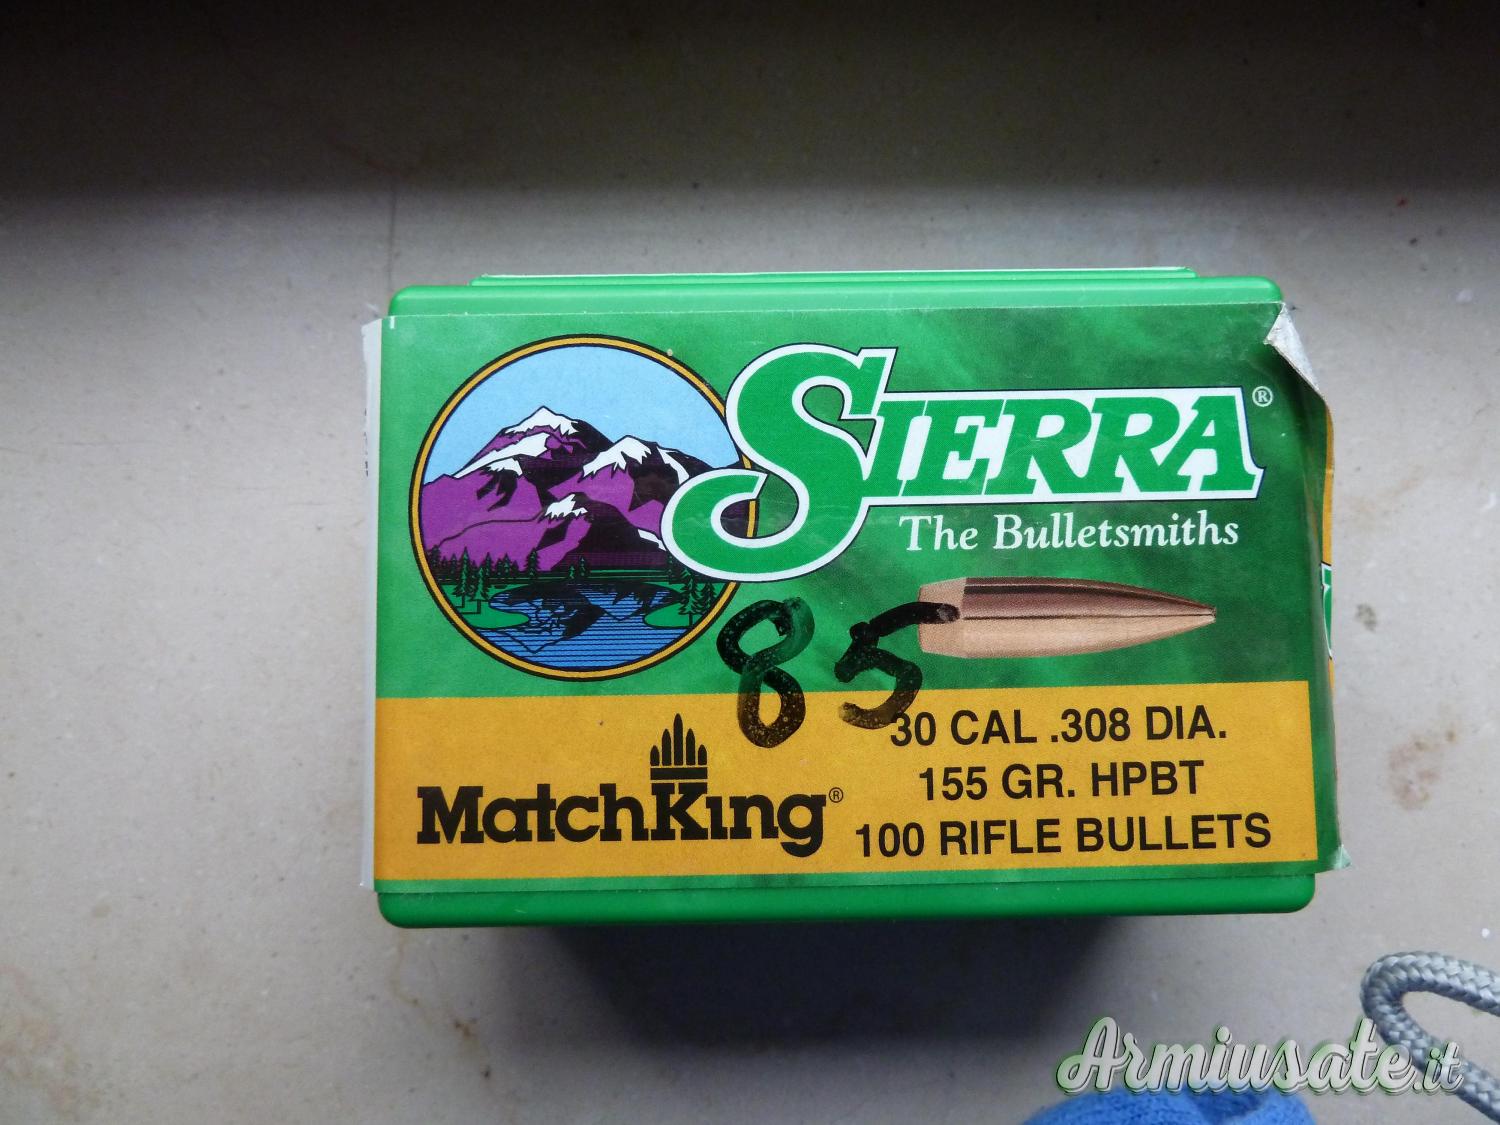 SIERRA®
The Bulletsmiths
85
30 CAL .308 DIA.
155 GR. HPBT
100 RIFLE BULLETS
MatchKing®
Armiusate.it